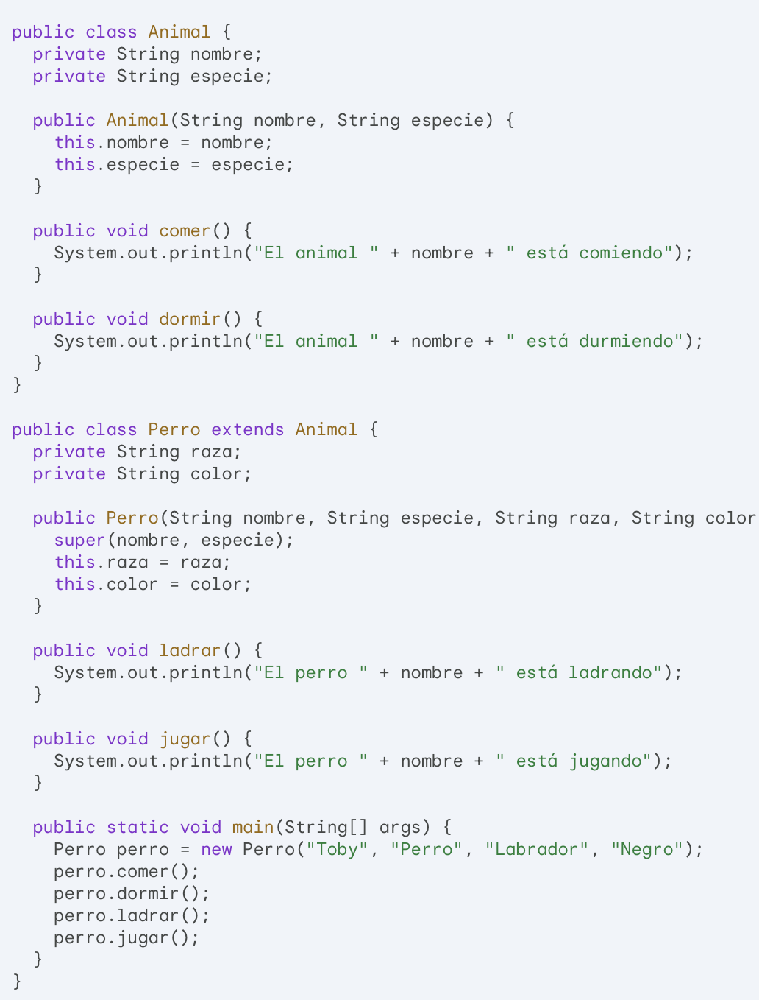 public class Animal {
  private String nombre;
  private String especie;

  public Animal(String nombre, String especie) {
    this.nombre = nombre;
    this.especie = especie;
  }

  public void comer() {
    System.out.println("El animal " + nombre + " está comiendo");
  }

  public void dormir() {
    System.out.println("El animal " + nombre + " está durmiendo");
  }
}

public class Perro extends Animal {
  private String raza;
  private String color;

  public Perro(String nombre, String especie, String raza, String color
    super(nombre, especie);
    this.raza = raza;
    this.color = color;
  }

  public void ladrar() {
    System.out.println("El perro " + nombre + " está ladrando");
  }

  public void jugar() {
    System.out.println("El perro " + nombre + " está jugando");
  }

  public static void main(String[] args) {
    Perro perro = new Perro("Toby", "Perro", "Labrador", "Negro");
    perro.comer();
    perro.dormir();
    perro.ladrar();
    perro.jugar();
  }
}